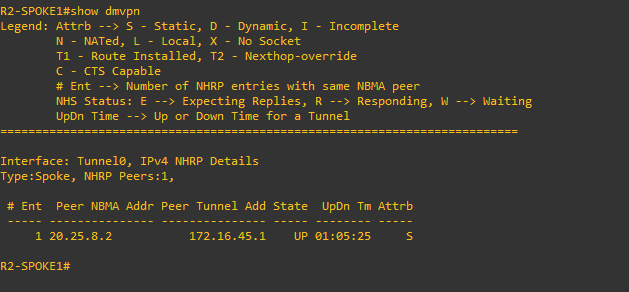 R2-SPOKE1#show dmvpn
Legend: Attrb --> S - Static, D - Dynamic, I - Incomplete
        N - NATed, L - Local, X - No Socket
        T1 - Route Installed, T2 - Nexthop-override
        C - CTS Capable
        # Ent --> Number of NHRP entries with same NBMA peer
        NHS Status: E --> Expecting Replies, R --> Responding, W --> Waiting
        UpDn Time --> Up or Down Time for a Tunnel
==========================================================================

Interface: Tunnel0, IPv4 NHRP Details
Type:Spoke, NHRP Peers:1,

 # Ent  Peer NBMA Addr Peer Tunnel Add State  UpDn Tm Attrb
 ----- --------------- --------------- ----- -------- -----
     1 20.25.8.2           172.16.45.1    UP 01:05:25     S

R2-SPOKE1#